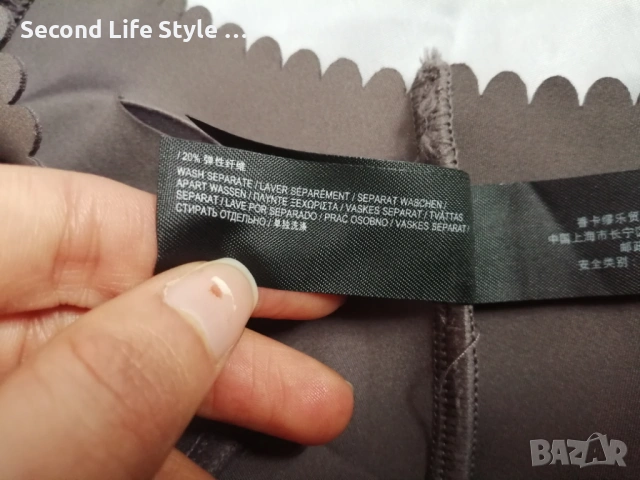 Second Life Style ...
/ 20% 弹性纤维
WASH SEPARATE / LAVER SÉPARÉMENT / SEPARAT WASCHEN /
APART WASSEN / ΠΛΥΝΤΕ ΞΕΧΩΡΙΣΤΑ / VASKES SEPARAT / TVÄTTAS
SEPARAT / LAVE POR SEPARADO / PRAĆ OSOBNO / VASKES SEPARAT /
СТИРАТЬ ОТДЕЛЬНО / 单独洗涤
中国上海市长宁区
安全类别:
BAZAR